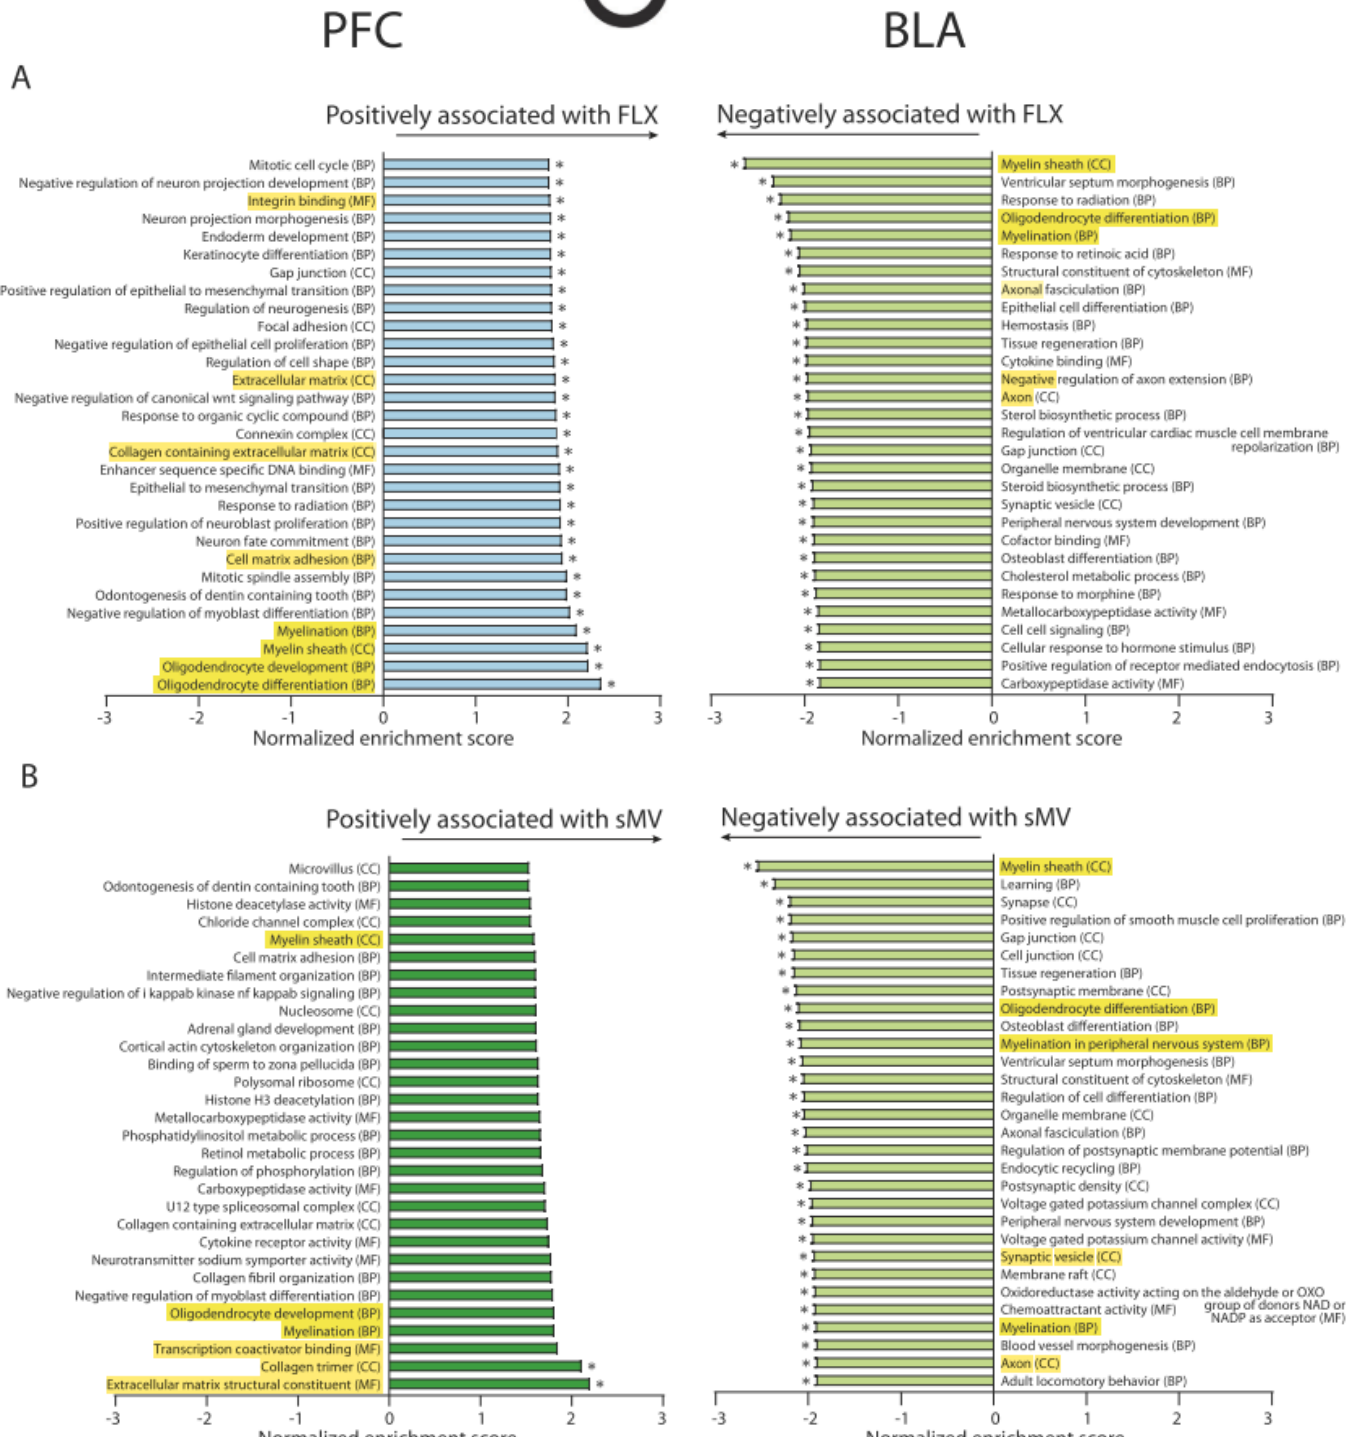 PFC
BLA
A
Positively associated with FLX
Mitotic cell cycle (BP) *
Negative regulation of neuron projection development (BP) *
Integrin binding (MF) *
Neuron projection morphogenesis (BP) *
Endoderm development (BP) *
Keratinocyte differentiation (BP) *
Gap junction (CC) *
Positive regulation of epithelial to mesenchymal transition (BP) *
Regulation of neurogenesis (BP) *
Focal adhesion (CC) *
Negative regulation of epithelial cell proliferation (BP) *
Regulation of cell shape (BP) *
Extracellular matrix (CC) *
Negative regulation of canonical wnt signaling pathway (BP) *
Response to organic cyclic compound (BP) *
Connexin complex (CC) *
Collagen containing extracellular matrix (CC) *
Enhancer sequence specific DNA binding (MF) *
Epithelial to mesenchymal transition (BP) *
Response to radiation (BP) *
Positive regulation of neuroblast proliferation (BP) *
Neuron fate commitment (BP) *
Cell matrix adhesion (BP) *
Mitotic spindle assembly (BP) *
Odontogenesis of dentin containing tooth (BP) *
Negative regulation of myoblast differentiation (BP) *
Myelination (BP) *
Myelin sheath (CC) *
Oligodendrocyte development (BP) *
Oligodendrocyte differentiation (BP) *
-3 -2 -1 0 1 2 3
Normalized enrichment score
Negatively associated with FLX
* Myelin sheath (CC)
* Ventricular septum morphogenesis (BP)
* Response to radiation (BP)
* Oligodendrocyte differentiation (BP)
* Myelination (BP)
* Response to retinoic acid (BP)
* Structural constituent of cytoskeleton (MF)
* Axonal fasciculation (BP)
* Epithelial cell differentiation (BP)
* Hemostasis (BP)
* Tissue regeneration (BP)
* Cytokine binding (MF)
* Negative regulation of axon extension (BP)
* Axon (CC)
* Sterol biosynthetic process (BP)
* Regulation of ventricular cardiac muscle cell membrane
repolarization (BP)
* Gap junction (CC)
* Organelle membrane (CC)
* Steroid biosynthetic process (BP)
* Synaptic vesicle (CC)
* Peripheral nervous system development (BP)
* Cofactor binding (MF)
* Osteoblast differentiation (BP)
* Cholesterol metabolic process (BP)
* Response to morphine (BP)
* Metallocarboxypeptidase activity (MF)
* Cell cell signaling (BP)
* Cellular response to hormone stimulus (BP)
* Positive regulation of receptor mediated endocytosis (BP)
* Carboxypeptidase activity (MF)
-3 -2 -1 0 1 2 3
Normalized enrichment score
B
Positively associated with sMV
Microvillus (CC)
Odontogenesis of dentin containing tooth (BP)
Histone deacetylase activity (MF)
Chloride channel complex (CC)
Myelin sheath (CC)
Cell matrix adhesion (BP)
Intermediate filament organization (BP)
Negative regulation of i kappab kinase nf kappab signaling (BP)
Nucleosome (CC)
Adrenal gland development (BP)
Cortical actin cytoskeleton organization (BP)
Binding of sperm to zona pellucida (BP)
Polysomal ribosome (CC)
Histone H3 deacetylation (BP)
Metallocarboxypeptidase activity (MF)
Phosphatidylinositol metabolic process (BP)
Retinol metabolic process (BP)
Regulation of phosphorylation (BP)
Carboxypeptidase activity (MF)
U12 type spliceosomal complex (CC)
Collagen containing extracellular matrix (CC)
Cytokine receptor activity (MF)
Neurotransmitter sodium symporter activity (MF)
Collagen fibril organization (BP)
Negative regulation of myoblast differentiation (BP)
Oligodendrocyte development (BP)
Myelination (BP)
Transcription coactivator binding (MF)
Collagen trimer (CC) *
Extracellular matrix structural constituent (MF) *
-3 -2 -1 0 1 2 3
Normalized enrichment score
Negatively associated with sMV
* Myelin sheath (CC)
* Learning (BP)
* Synapse (CC)
* Positive regulation of smooth muscle cell proliferation (BP)
* Gap junction (CC)
* Cell junction (CC)
* Tissue regeneration (BP)
* Postsynaptic membrane (CC)
* Oligodendrocyte differentiation (BP)
* Osteoblast differentiation (BP)
* Myelination in peripheral nervous system (BP)
* Ventricular septum morphogenesis (BP)
* Structural constituent of cytoskeleton (MF)
* Regulation of cell differentiation (BP)
* Organelle membrane (CC)
* Axonal fasciculation (BP)
* Regulation of postsynaptic membrane potential (BP)
* Endocytic recycling (BP)
* Postsynaptic density (CC)
* Voltage gated potassium channel complex (CC)
* Peripheral nervous system development (BP)
* Voltage gated potassium channel activity (MF)
* Synaptic vesicle (CC)
* Membrane raft (CC)
* Oxidoreductase activity acting on the aldehyde or OXO
group of donors NAD or
NADP as acceptor (MF)
* Chemoattractant activity (MF)
* Myelination (BP)
* Blood vessel morphogenesis (BP)
* Axon (CC)
* Adult locomotory behavior (BP)
-3 -2 -1 0 1 2 3
Normalized enrichment score